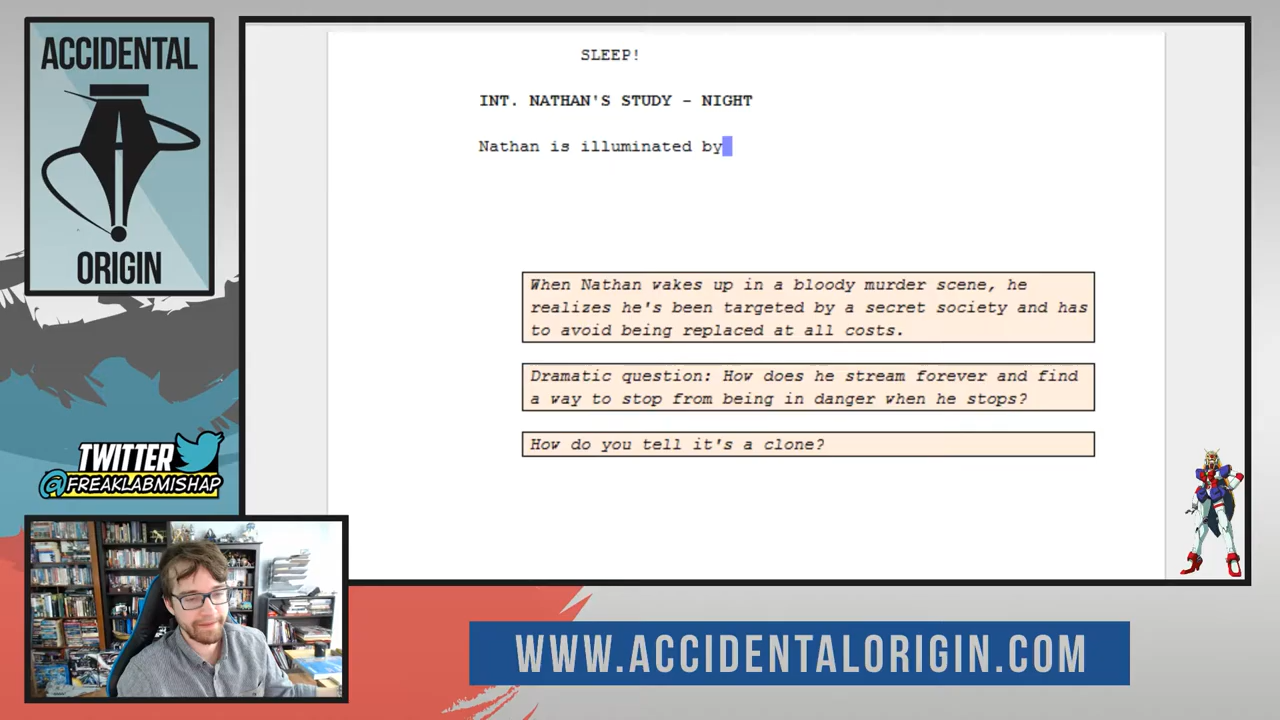 ACCIDENTAL
ORIGIN
SLEEP!
INT. NATHAN'S STUDY - NIGHT
Nathan is illuminated by
When Nathan wakes up in a bloody murder scene, he
realizes he's been targeted by a secret society and has
to avoid being replaced at all costs.
Dramatic question: How does he stream forever and find
a way to stop from being in danger when he stops?
How do you tell it's a clone?
TWITTER
@FREAKLABMISHAP
WWW.ACCIDENTALORIGIN.COM